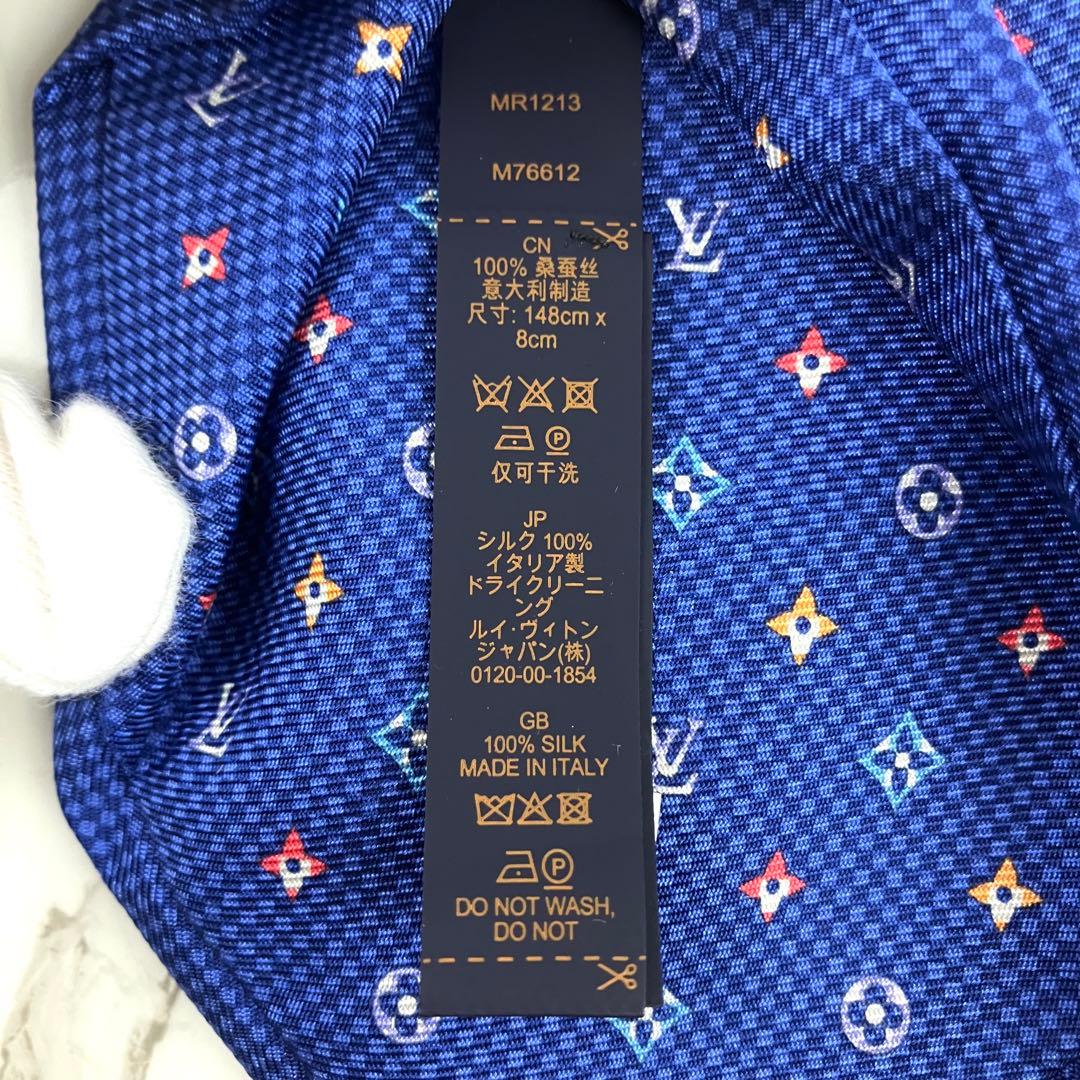 MR1213
M76612
CN
100% 桑蚕丝
意大利制造
尺寸: 148cm x
8cm
P
仅可干洗
JP
シルク 100%
イタリア製
ドライクリーニ
ング
ルイ･ヴィトン
ジャパン(株)
0120-00-1854
GB
100% SILK
MADE IN ITALY
P
DO NOT WASH,
DO NOT